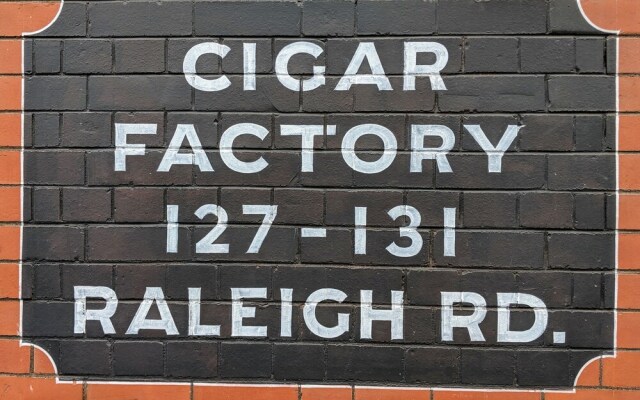 CIGAR
FACTORY
127-131
RALEIGH RD.